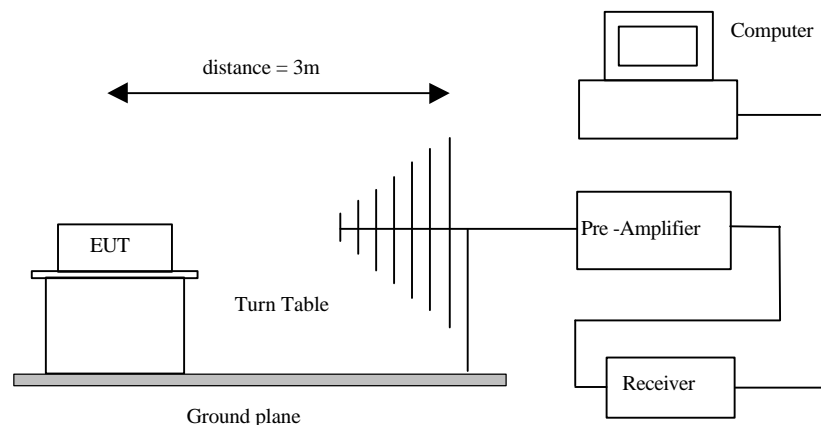 Computer
distance = 3m
Pre -Amplifier
EUT
Turn Table
Receiver
Ground plane